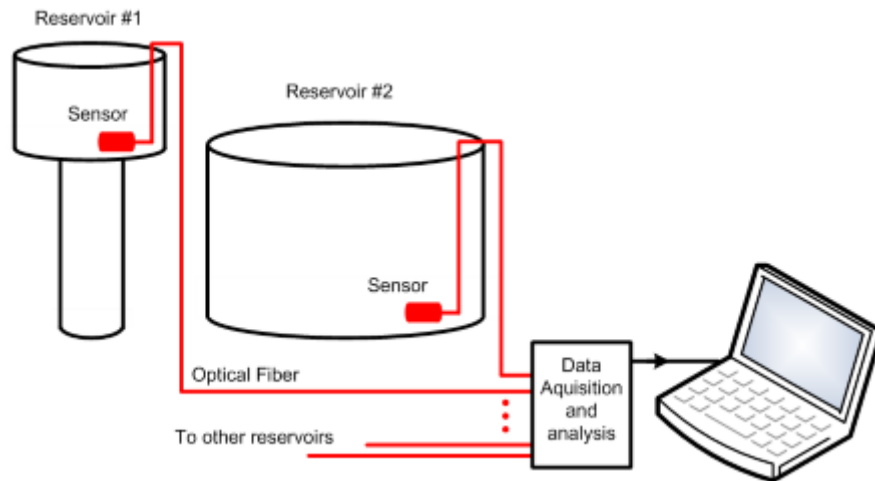 Reservoir #1
Sensor
Reservoir #2
Sensor
Optical Fiber
To other reservoirs
Data
Aquisition
and
analysis